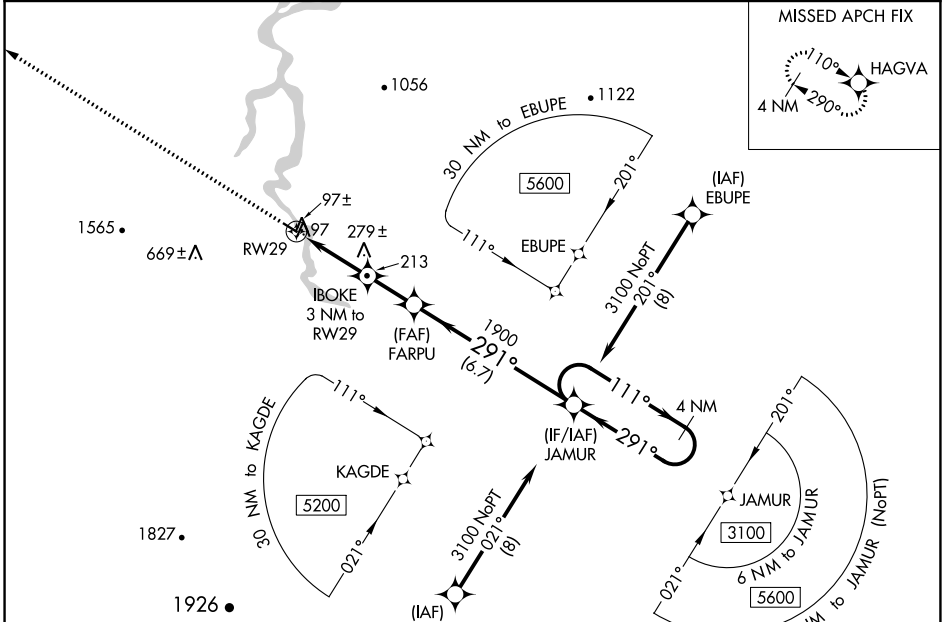 MISSED APCH FIX
110°
HAGVA
4 NM
290°
1056
1122
30 NM to EBUPE
5600
201°
111°
EBUPE
(IAF)
EBUPE
3100 NoPT
201°
(8)
97±
97
RW29
1565
669±
279±
213
IBOKE
3 NM to
RW29
(FAF)
FARPU
1900
291°
(6.7)
111°
4 NM
291°
(IF/IAF)
JAMUR
111°
30 NM to KAGDE
KAGDE
5200
021°
3100 NoPT
021°
(8)
(IAF)
1827
1926
201°
JAMUR
3100
6 NM to JAMUR
021°
5600
NM to JAMUR (NoPT)